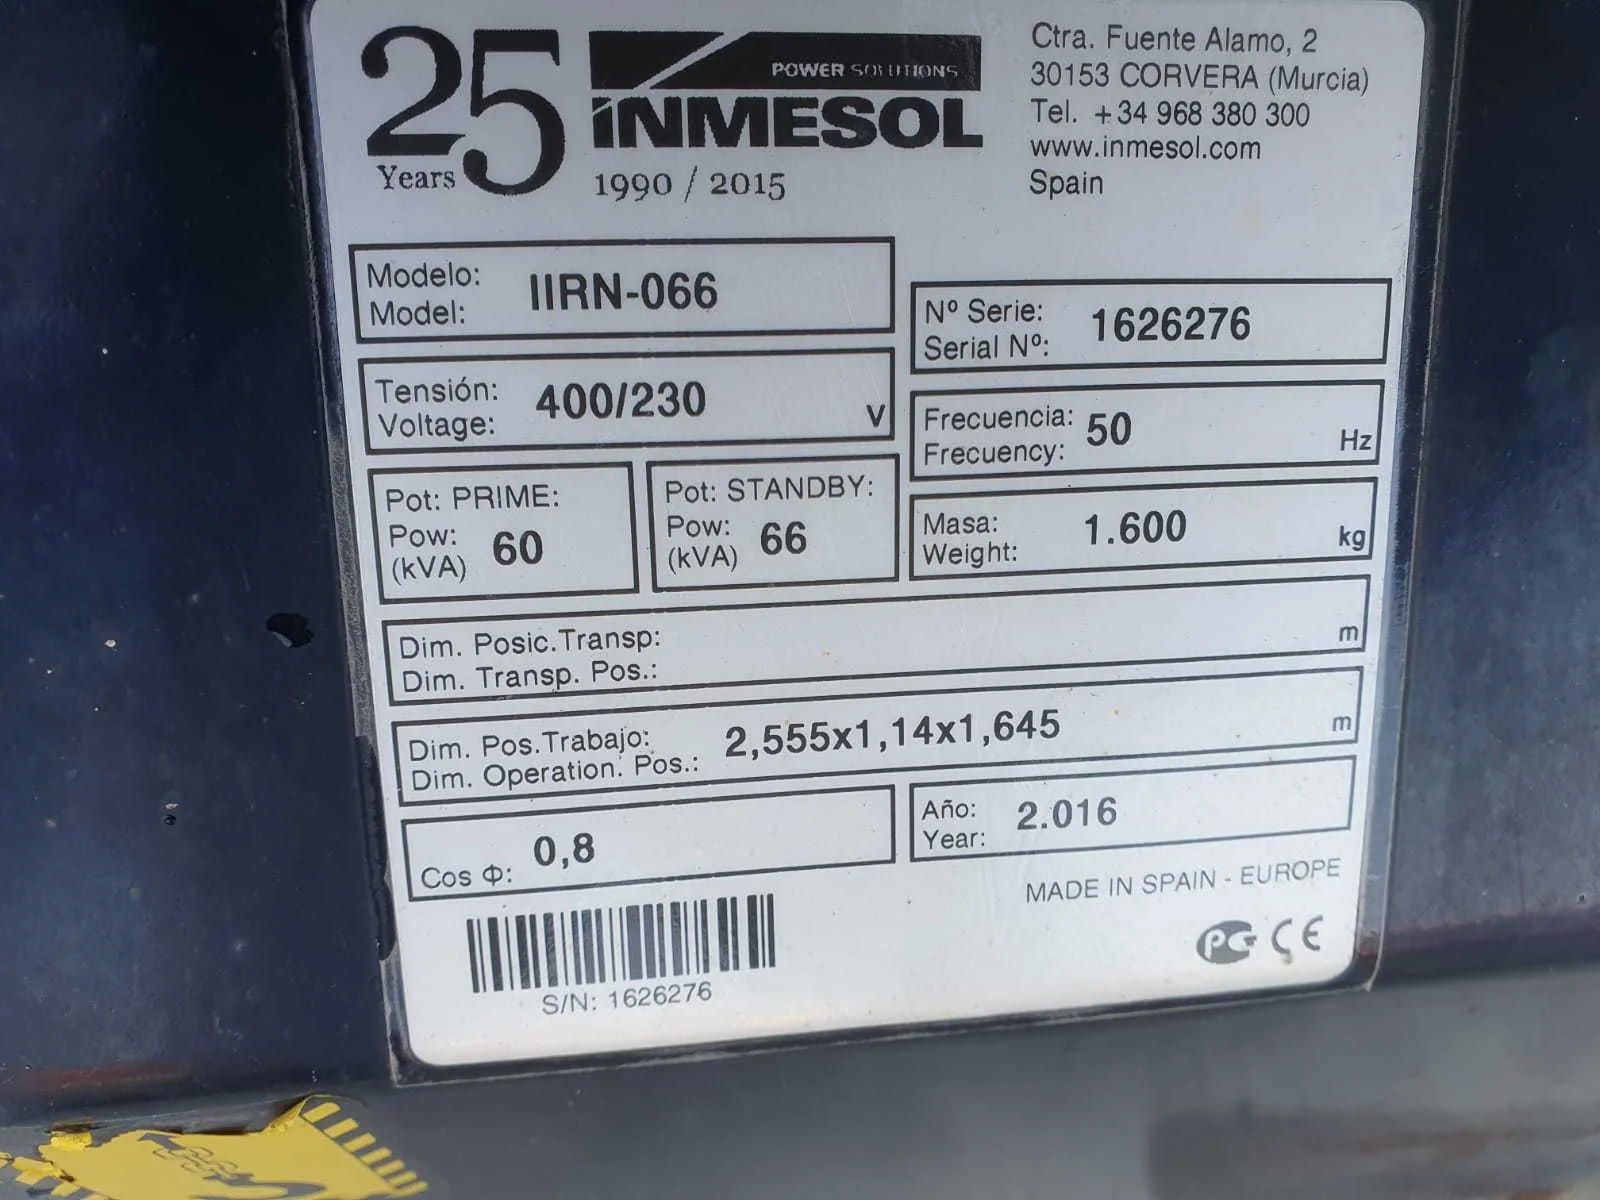 25
Years
POWER SOLUTIONS
INMESOL
1990 / 2015
Ctra. Fuente Alamo, 2
30153 CORVERA (Murcia)
Tel. +34 968 380 300
www.inmesol.com
Spain
Modelo:
Model:
IIRN-066
Nº Serie:
Serial Nº:
1626276
Tensión:
Voltage:
400/230
V
Frecuencia:
Frecuency:
50
Hz
Pot: PRIME:
Pow:
(kVA)
60
Pot: STANDBY:
Pow:
(kVA)
66
Masa:
Weight:
1.600
kg
Dim. Posic.Transp:
Dim. Transp. Pos.:
m
Dim. Pos.Trabajo:
Dim. Operation. Pos.:
2,555x1,14x1,645
m
Cos Φ:
0,8
Año:
Year:
2.016
MADE IN SPAIN - EUROPE
PG CE
S/N: 1626276